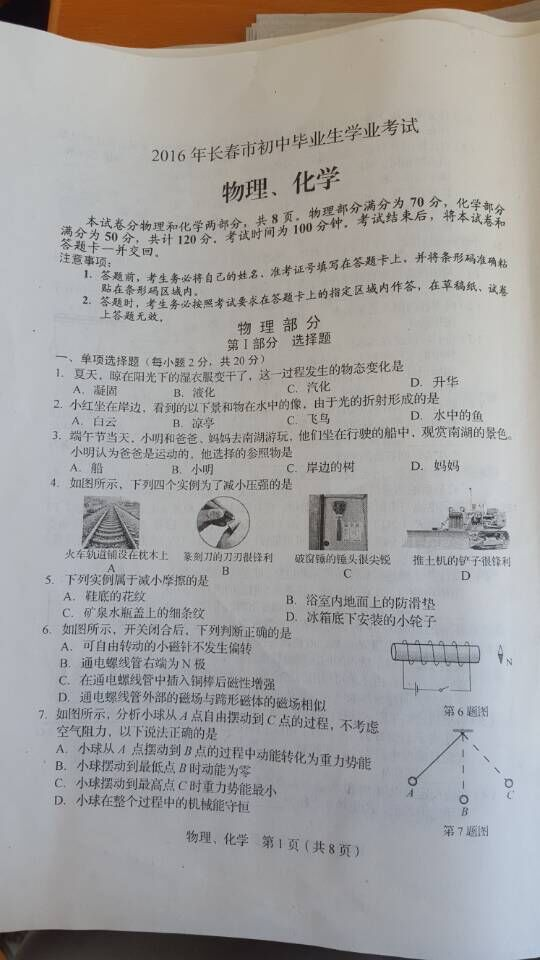 2016 年长春市初中毕业生学业考试
物理、化学
本试卷分物理和化学两部分，共 8 页。物理部分满分为 70 分，化学部分
满分为 50 分，共计 120 分。考试时间为 100 分钟。考试结束后，将本试卷和
答题卡一并交回。
注意事项：
1. 答题前，考生务必将自己的姓名、准考证号填写在答题卡上，并将条形码准确粘
贴在条形码区域内。
2. 答题时，考生务必按照考试要求在答题卡上的指定区域内作答，在草稿纸、试卷
上答题无效。
物 理 部 分
第 I 部分 选择题
一、单项选择题（每小题 2 分，共 20 分）
1. 夏天，晾在阳光下的湿衣服变干了，这一过程发生的物态变化是
A. 凝固 B. 液化 C. 汽化 D. 升华
2. 小红坐在岸边，看到的以下景和物在水中的像，由于光的折射形成的是
A. 白云 B. 凉亭 C. 飞鸟 D. 水中的鱼
3. 端午节当天，小明和爸爸、妈妈去南湖游玩，他们坐在行驶的船中，观赏南湖的景色。
小明认为爸爸是运动的，他选择的参照物是
A. 船 B. 小明 C. 岸边的树 D. 妈妈
4. 如图所示，下列四个实例为了减小压强的是
火车轨道铺设在枕木上 篆刻刀的刀刃很锋利 破窗锤的锤头很尖锐 推土机的铲子很锋利
A B C D
5. 下列实例属于减小摩擦的是
A. 鞋底的花纹 B. 浴室内地面上的防滑垫
C. 矿泉水瓶盖上的细条纹 D. 冰箱底下安装的小轮子
6. 如图所示，开关闭合后，下列判断正确的是
A. 可自由转动的小磁针不发生偏转
B. 通电螺线管右端为 N 极
C. 在通电螺线管中插入铜棒后磁性增强
D. 通电螺线管外部的磁场与蹄形磁体的磁场相似
N
第 6 题图
7. 如图所示，分析小球从 A 点自由摆动到 C 点的过程，不考虑
空气阻力，以下说法正确的是
A. 小球从 A 点摆动到 B 点的过程中动能转化为重力势能
B. 小球摆动到最低点 B 时动能为零
C. 小球摆动到最高点 C 时重力势能最小
D. 小球在整个过程中的机械能守恒
A
B
C
第 7 题图
物理、化学 第 1 页（共 8 页）